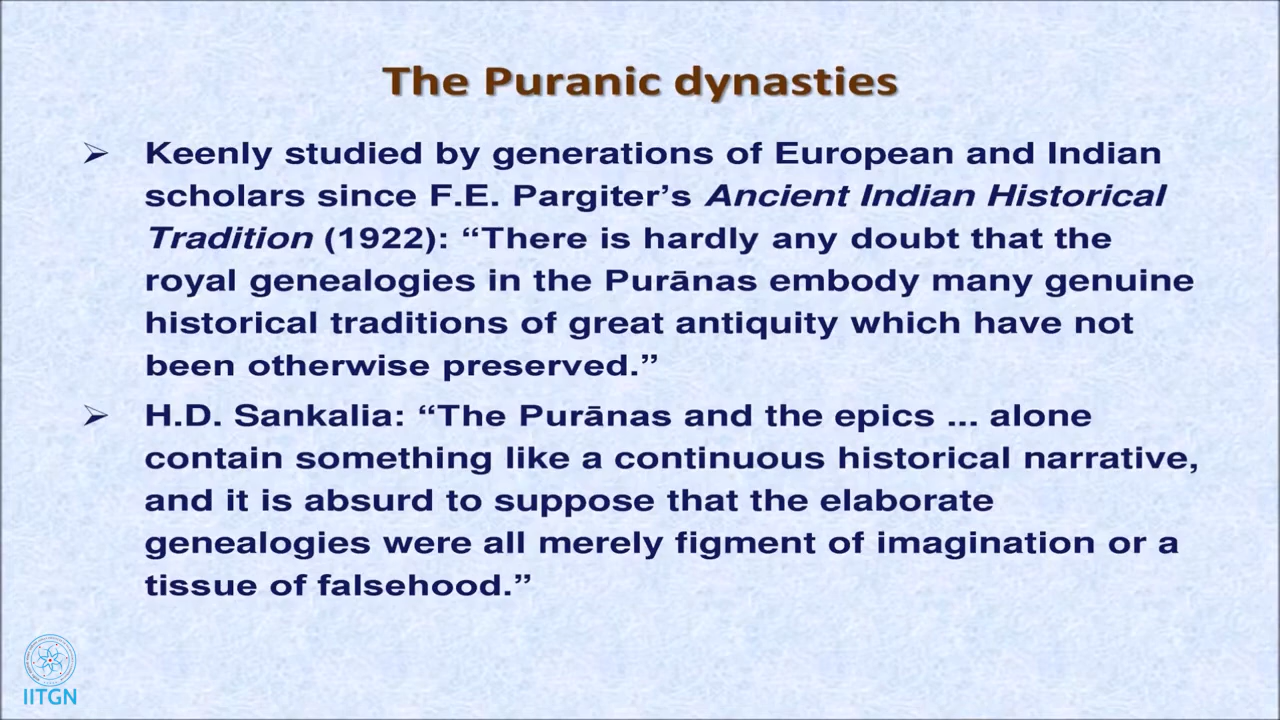 The Puranic dynasties
➢ Keenly studied by generations of European and Indian
scholars since F.E. Pargiter’s Ancient Indian Historical
Tradition (1922): “There is hardly any doubt that the
royal genealogies in the Purānas embody many genuine
historical traditions of great antiquity which have not
been otherwise preserved.”
➢ H.D. Sankalia: “The Purānas and the epics ... alone
contain something like a continuous historical narrative,
and it is absurd to suppose that the elaborate
genealogies were all merely figment of imagination or a
tissue of falsehood.”
IITGN